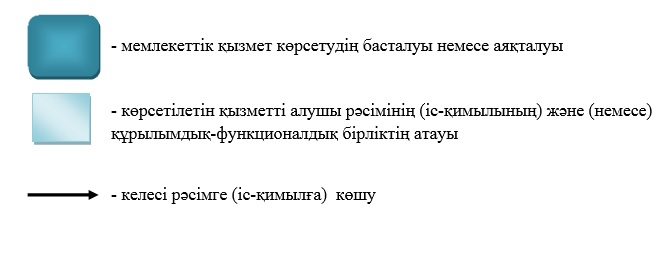 - мемлекеттік қызмет көрсетудің басталуы немесе аяқталуы
- көрсетілетін қызметті алушы рәсімінің (іс-қимылының) және (немесе)
құрылымдық-функционалдық бірліктің атауы
- келесі рәсімге (іс-қимылға) көшу